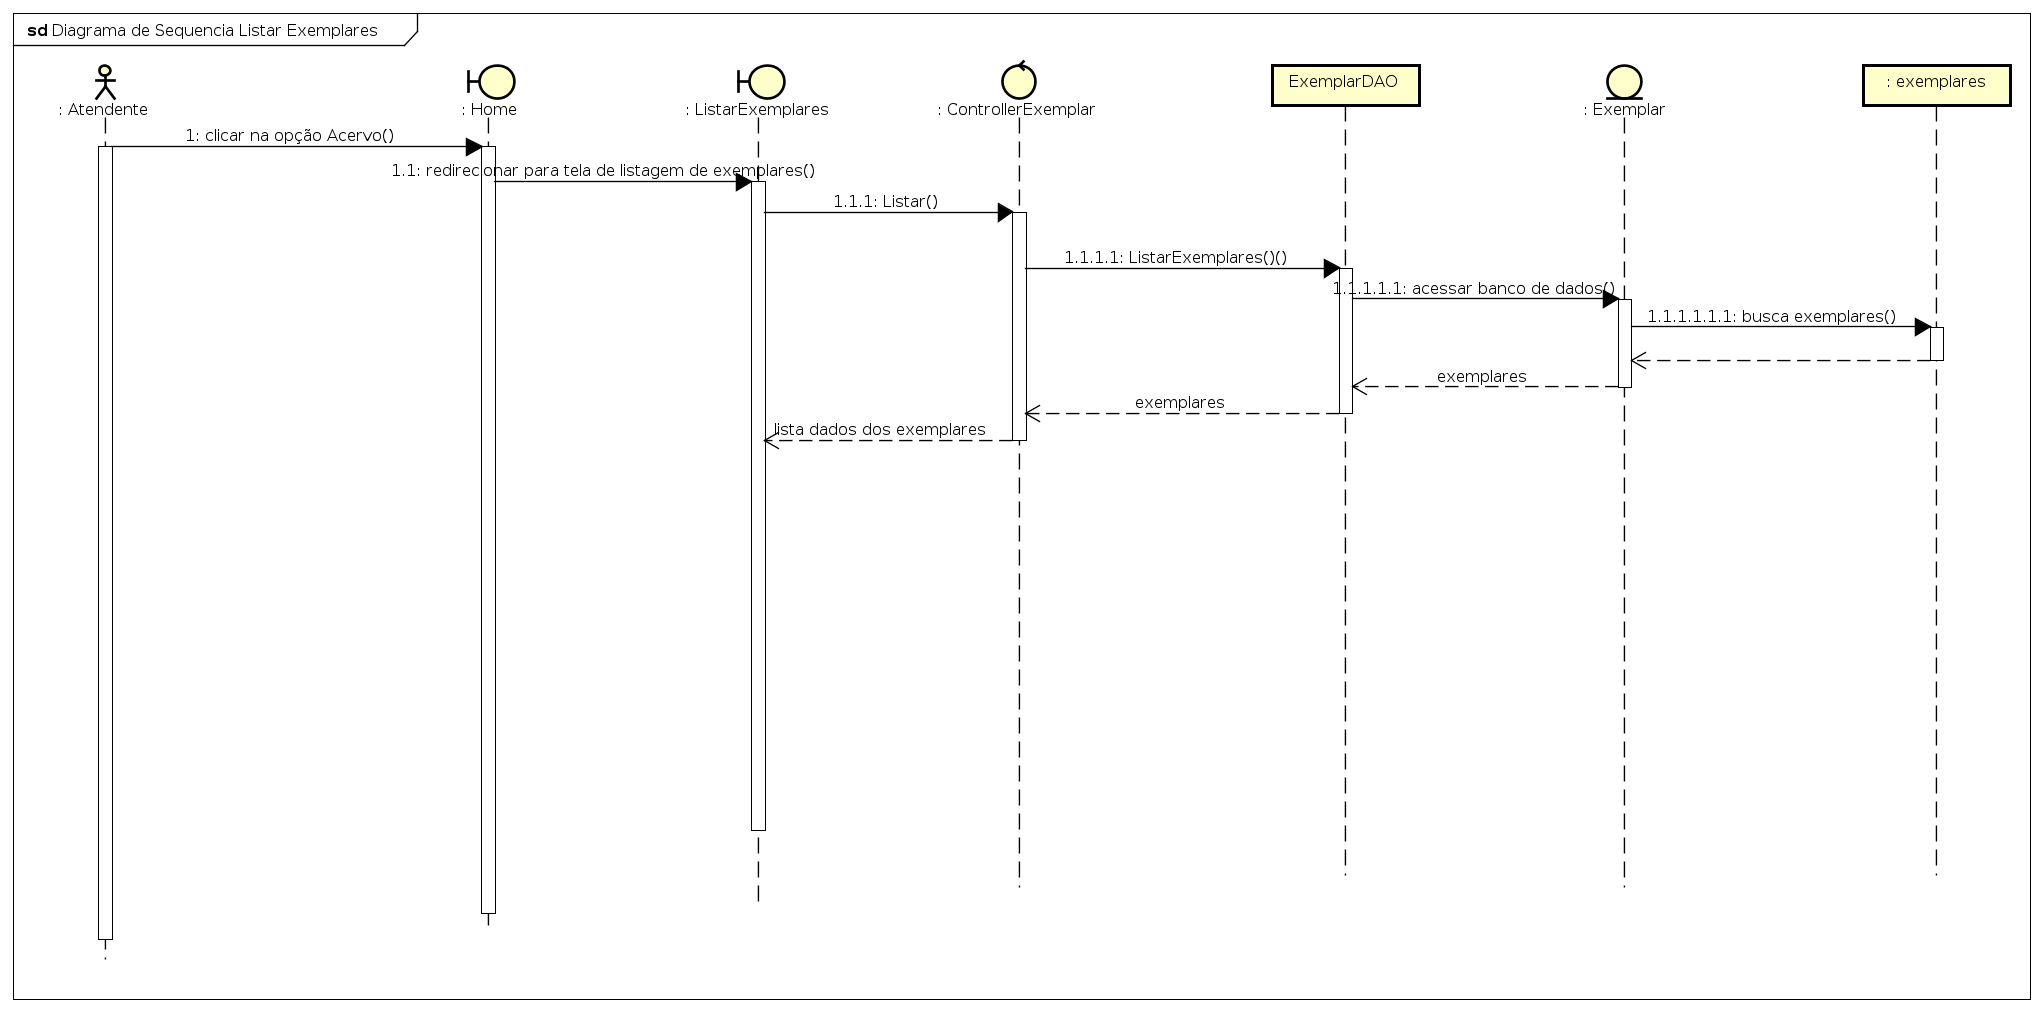 sd Diagrama de Sequencia Listar Exemplares
: Atendente
: Home
: ListarExemplares
: ControllerExemplar
ExemplarDAO
: Exemplar
: exemplares
1: clicar na opção Acervo()
1.1: redirecionar para tela de listagem de exemplares()
1.1.1: Listar()
1.1.1.1: ListarExemplares()()
1.1.1.1.1: acessar banco de dados()
1.1.1.1.1.1: busca exemplares()
exemplares
exemplares
lista dados dos exemplares